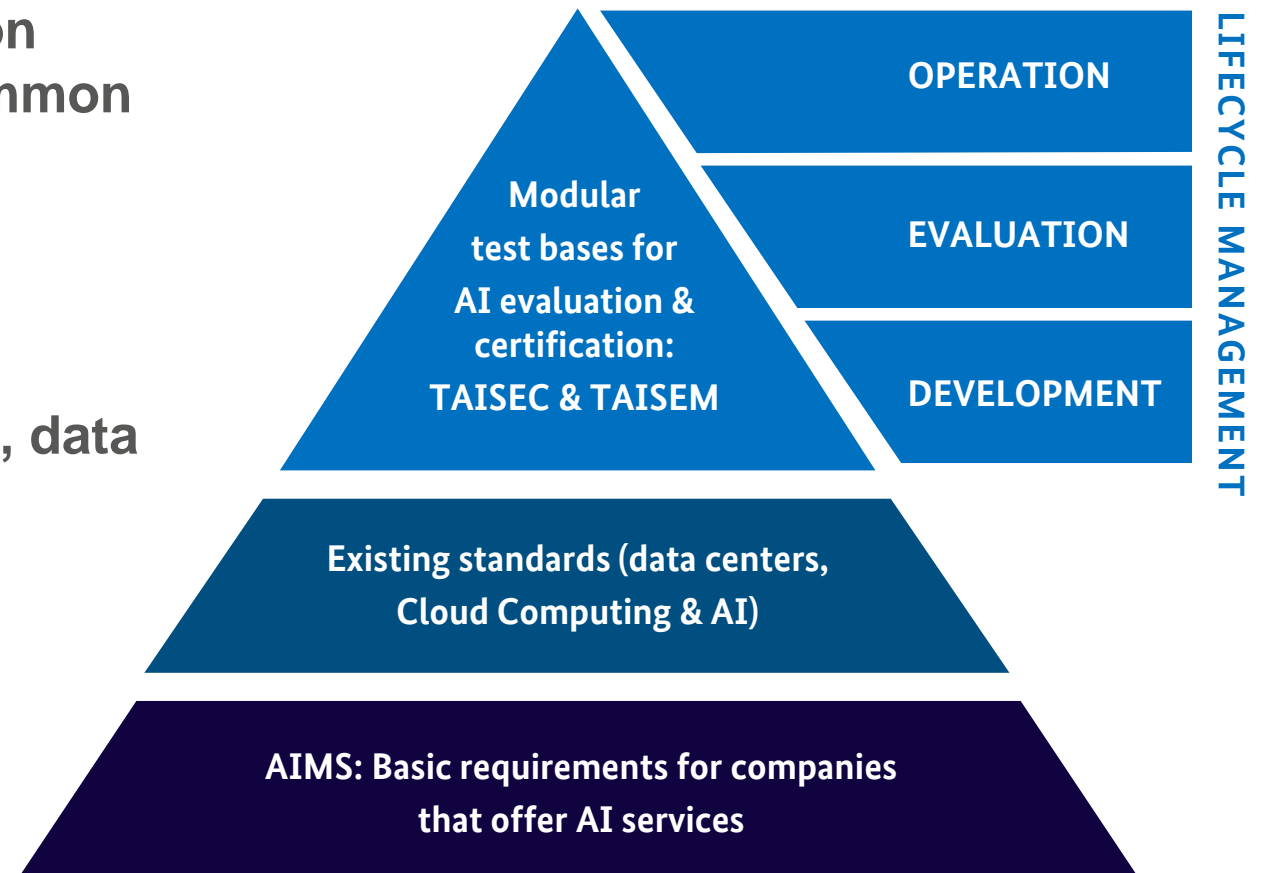 on
mmon
, data
Modular
test bases for
AI evaluation &
certification:
TAISEC & TAISEM
OPERATION
EVALUATION
DEVELOPMENT
LIFECYCLE MANAGEMENT
Existing standards (data centers,
Cloud Computing & AI)
AIMS: Basic requirements for companies
that offer AI services